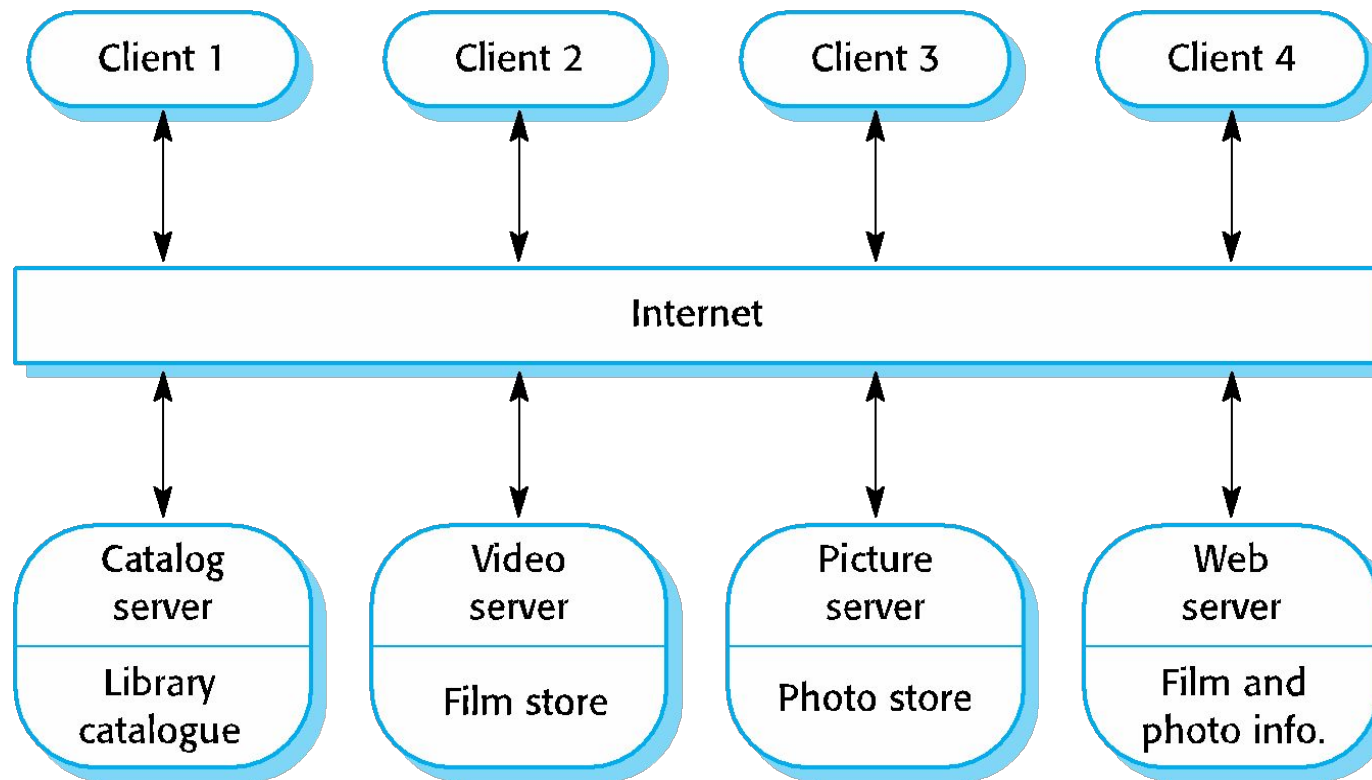 Client 1
Client 2
Client 3
Client 4
Internet
Catalog
server
Library
catalogue
Video
server
Film store
Picture
server
Photo store
Web
server
Film and
photo info.